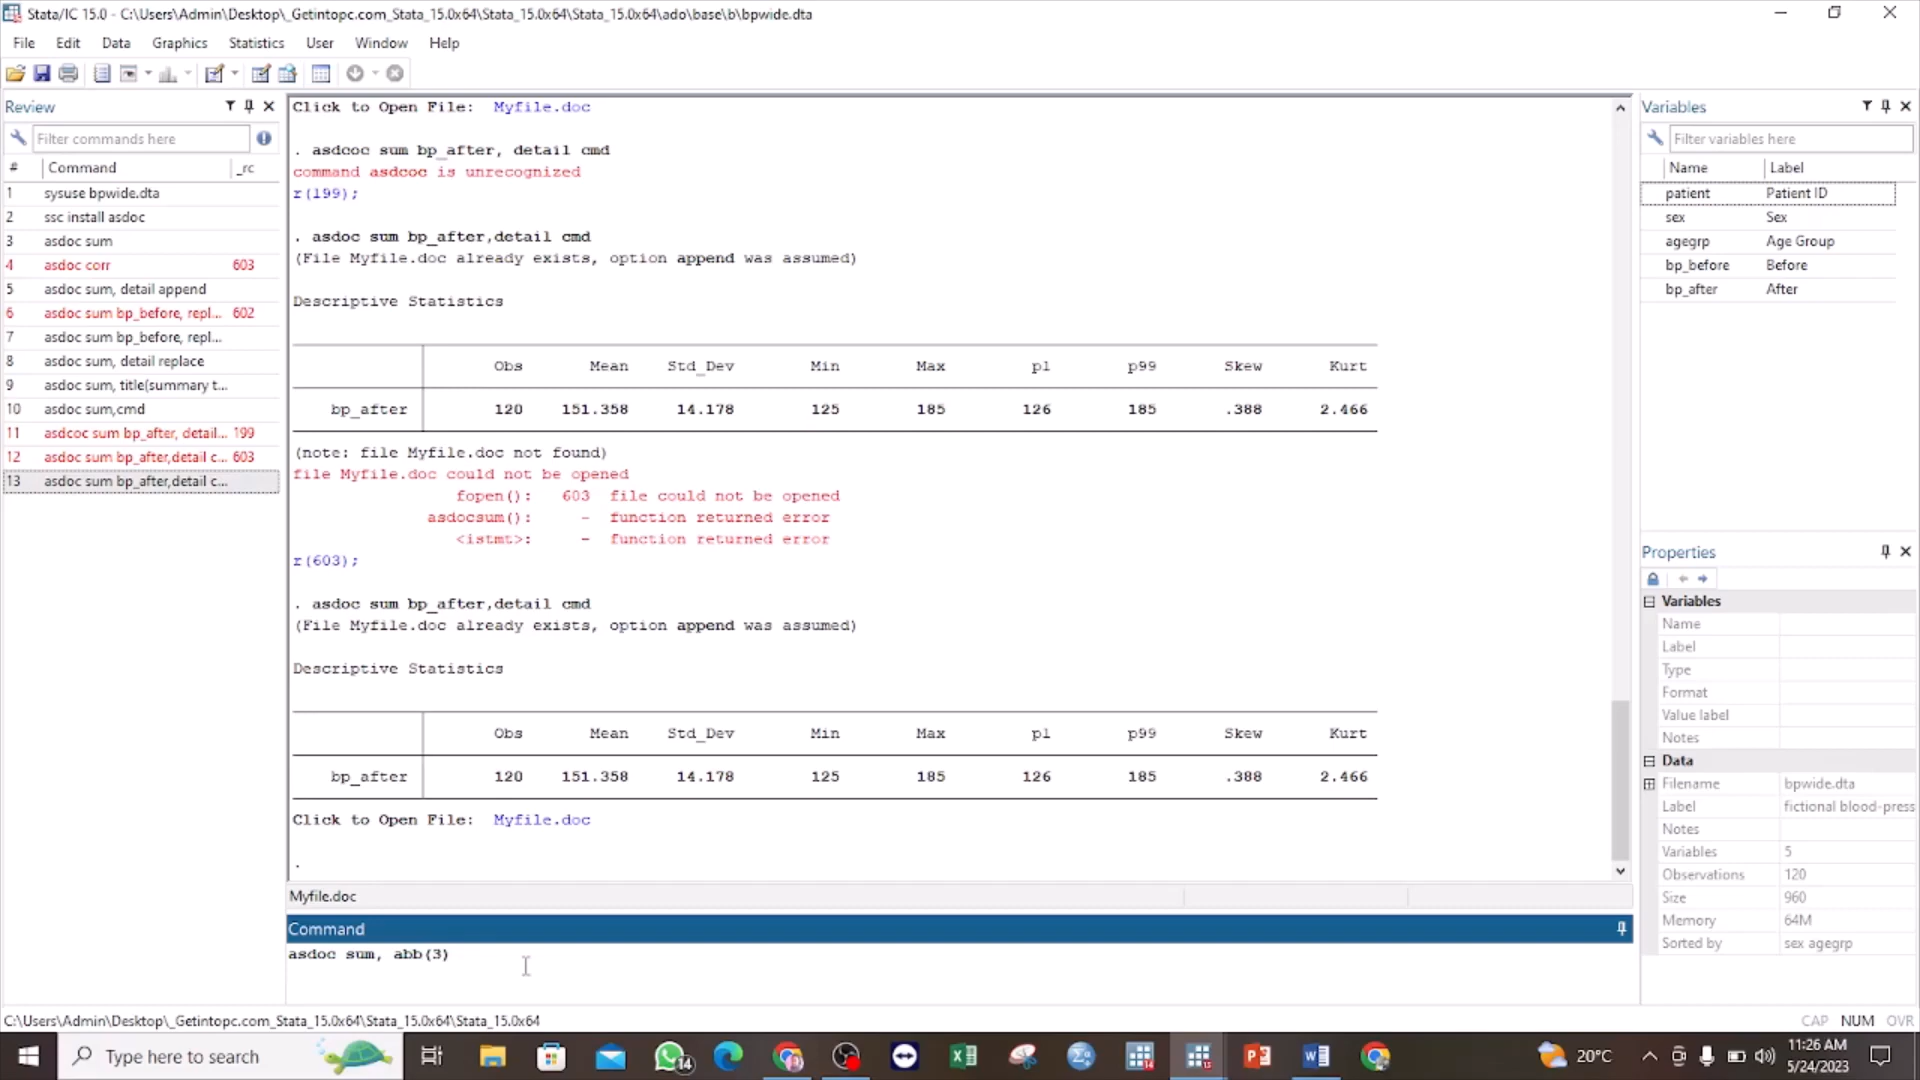 Stata/IC 15.0 - C:\Users\Admin\Desktop\_Getintopc.com_Stata_15.0x64\Stata_15.0x64\Stata_15.0x64\ado\base\b\bpwide.dta
File Edit Data Graphics Statistics User Window Help
Review
Filter commands here
# Command _rc
1 sysuse bpwide.dta
2 ssc install asdoc
3 asdoc sum
4 asdoc corr 603
5 asdoc sum, detail append
6 asdoc sum bp_before, repl... 602
7 asdoc sum bp_before, repl...
8 asdoc sum, detail replace
9 asdoc sum, title(summary t...
10 asdoc sum,cmd
11 asdcoc sum bp_after, detail... 199
12 asdoc sum bp_after,detail c... 603
13 asdoc sum bp_after,detail c...
Click to Open File: Myfile.doc
. asdcoc sum bp_after, detail cmd
command asdcoc is unrecognized
r(199);
. asdoc sum bp_after,detail cmd
(File Myfile.doc already exists, option append was assumed)
Descriptive Statistics
Obs Mean Std_Dev Min Max p1 p99 Skew Kurt
bp_after 120 151.358 14.178 125 185 126 185 .388 2.466
(note: file Myfile.doc not found)
file Myfile.doc could not be opened
fopen(): 603 file could not be opened
asdocsum(): - function returned error
<istmt>: - function returned error
r(603);
. asdoc sum bp_after,detail cmd
(File Myfile.doc already exists, option append was assumed)
Descriptive Statistics
Obs Mean Std_Dev Min Max p1 p99 Skew Kurt
bp_after 120 151.358 14.178 125 185 126 185 .388 2.466
Click to Open File: Myfile.doc
.
Myfile.doc
Command
asdoc sum, abb(3)
Variables
Filter variables here
Name Label
patient Patient ID
sex Sex
agegrp Age Group
bp_before Before
bp_after After
Properties
Variables
Name
Label
Type
Format
Value label
Notes
Data
Filename bpwide.dta
Label fictional blood-press
Notes
Variables 5
Observations 120
Size 960
Memory 64M
Sorted by sex agegrp
C:\Users\Admin\Desktop\_Getintopc.com_Stata_15.0x64\Stata_15.0x64\Stata_15.0x64
CAP NUM OVR
Type here to search
14
20°C
11:26 AM
5/24/2023